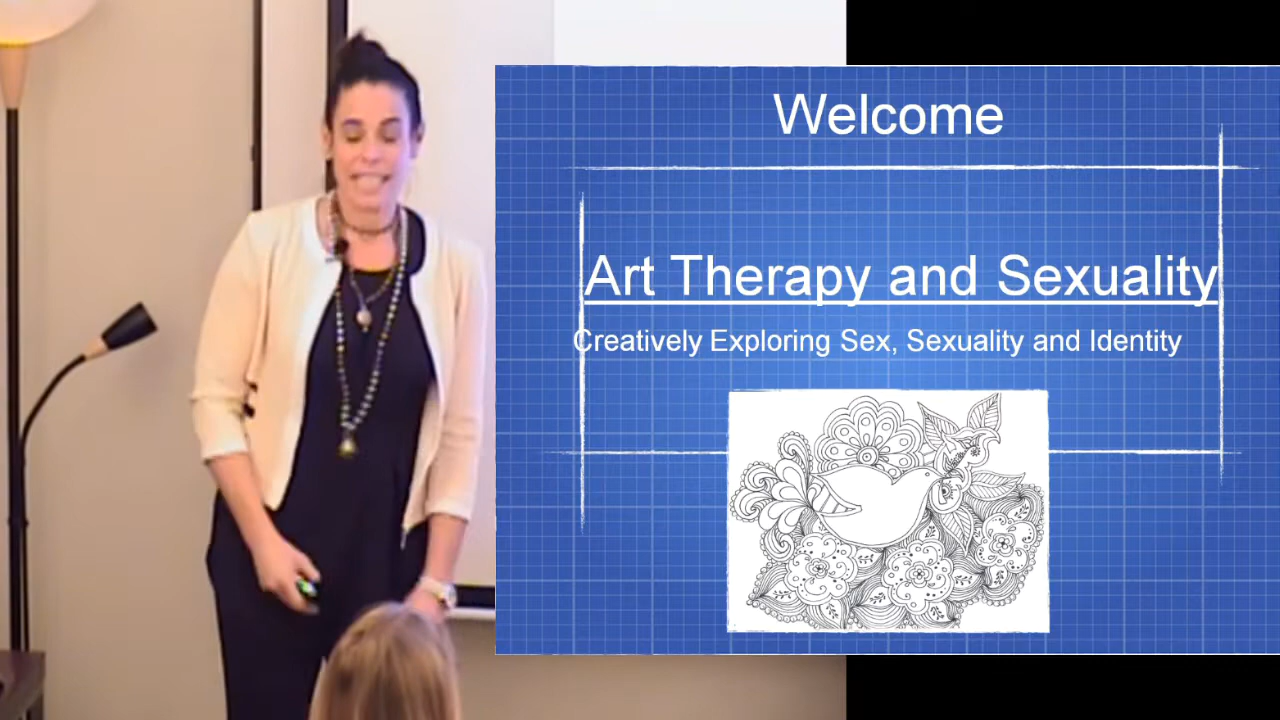 Welcome
Art Therapy and Sexuality
Creatively Exploring Sex, Sexuality and Identity